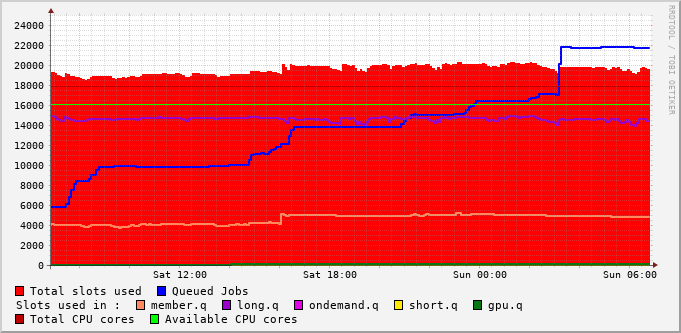 24000
22000
20000
18000
16000
14000
12000
10000
8000
6000
4000
2000
0
Sat 12:00 Sat 18:00 Sun 00:00 Sun 06:00
RRDTOOL / TOBI OETIKER
Total slots used Queued Jobs
Slots used in : member.q long.q ondemand.q short.q gpu.q
Total CPU cores Available CPU cores